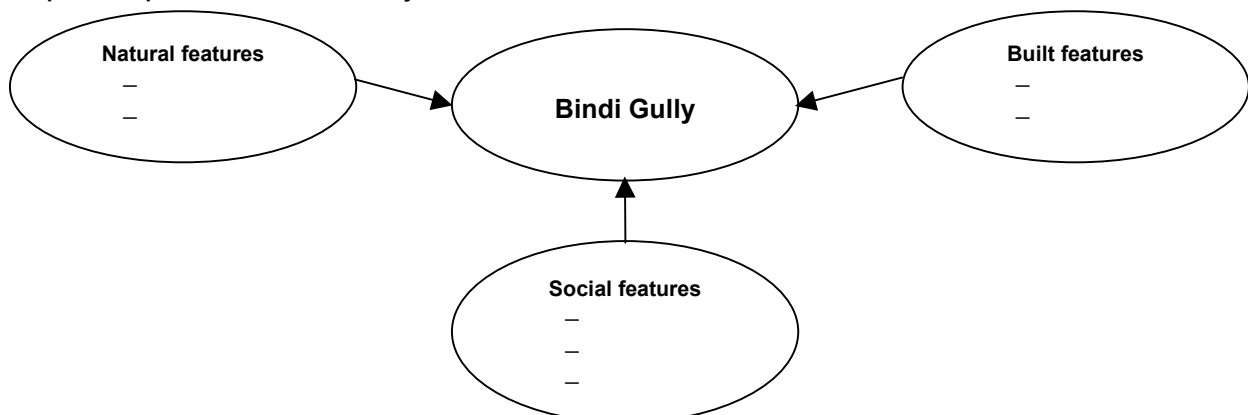 Natural features
–
–
Bindi Gully
Built features
–
–
Social features
–
–
–